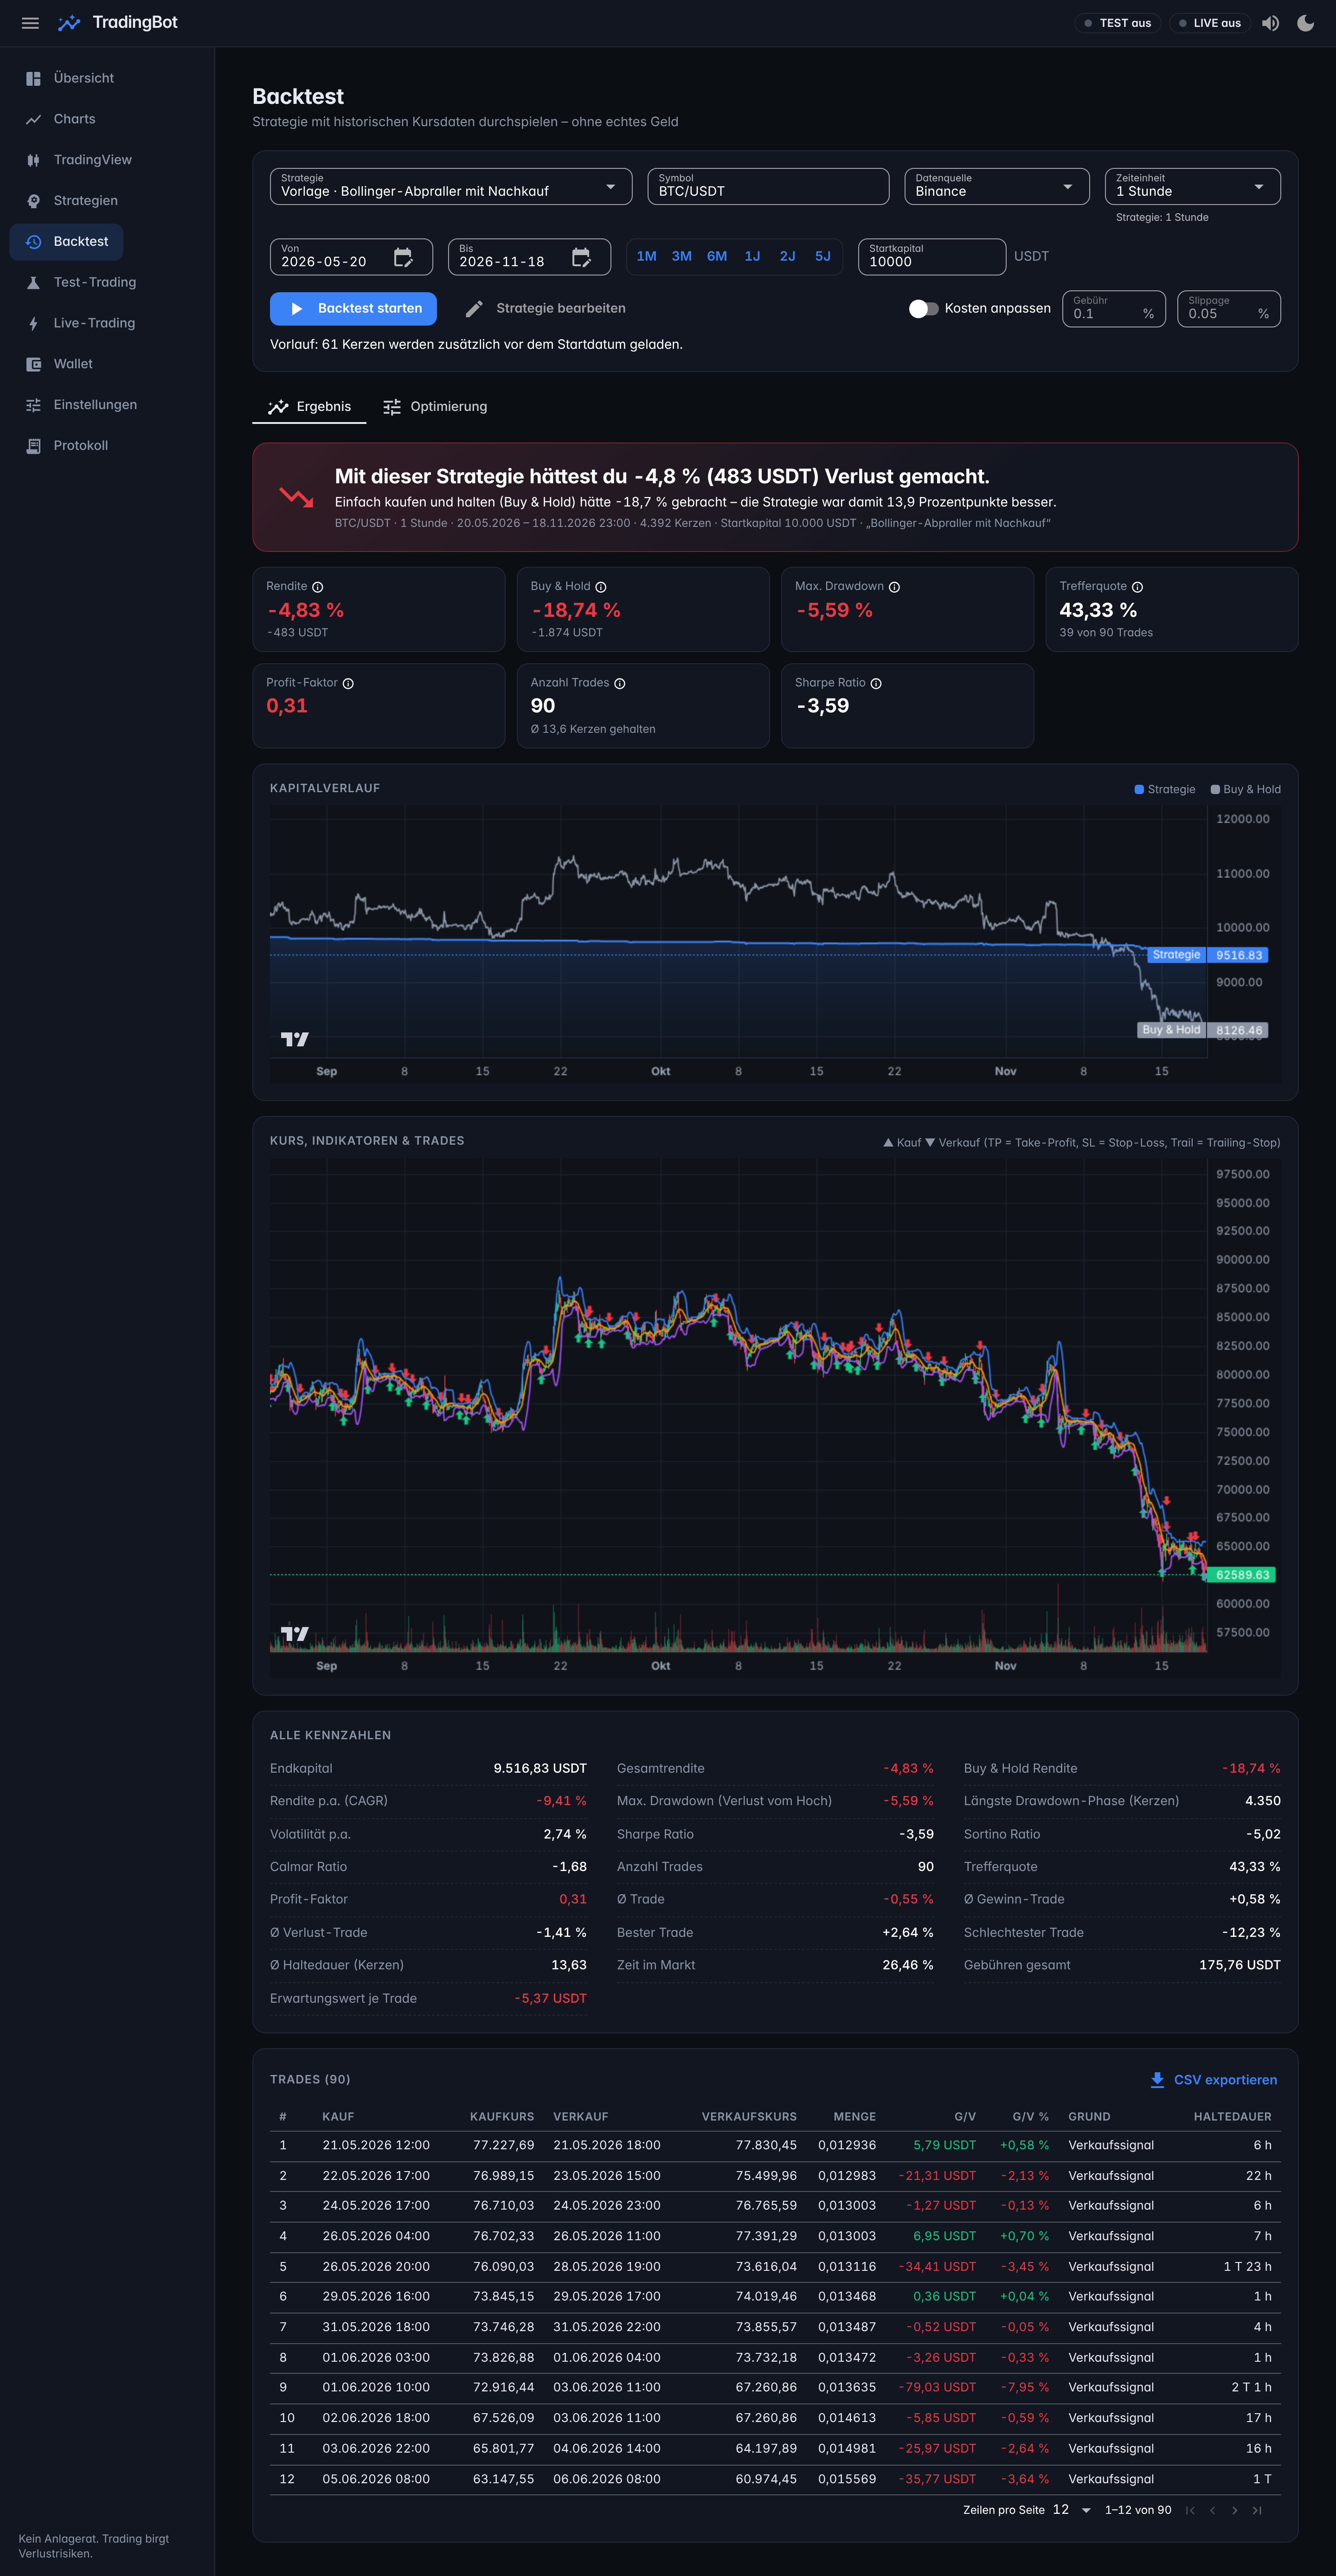 TradingBot
TEST aus
LIVE aus
Übersicht
Charts
TradingView
Strategien
Backtest
Test-Trading
Live-Trading
Wallet
Einstellungen
Protokoll
Kein Anlagerat. Trading birgt
Verlustrisiken.
Backtest
Strategie mit historischen Kursdaten durchspielen – ohne echtes Geld
Strategie
Vorlage · Bollinger-Abpraller mit Nachkauf
Symbol
BTC/USDT
Datenquelle
Binance
Zeiteinheit
1 Stunde
Strategie: 1 Stunde
Von
2026-05-20
Bis
2026-11-18
1M 3M 6M 1J 2J 5J
Startkapital
10000
USDT
Backtest starten
Strategie bearbeiten
Kosten anpassen
Gebühr
0.1 %
Slippage
0.05 %
Vorlauf: 61 Kerzen werden zusätzlich vor dem Startdatum geladen.
Ergebnis
Optimierung
Mit dieser Strategie hättest du -4,8 % (483 USDT) Verlust gemacht.
Einfach kaufen und halten (Buy & Hold) hätte -18,7 % gebracht – die Strategie war damit 13,9 Prozentpunkte besser.
BTC/USDT · 1 Stunde · 20.05.2026 – 18.11.2026 23:00 · 4.392 Kerzen · Startkapital 10.000 USDT · „Bollinger-Abpraller mit Nachkauf“
Rendite
-4,83 %
-483 USDT
Buy & Hold
-18,74 %
-1.874 USDT
Max. Drawdown
-5,59 %
Trefferquote
43,33 %
39 von 90 Trades
Profit-Faktor
0,31
Anzahl Trades
90
Ø 13,6 Kerzen gehalten
Sharpe Ratio
-3,59
KAPITALVERLAUF
Strategie
Buy & Hold
12000.00
11000.00
10000.00
Strategie 9516.83
9000.00
Buy & Hold 8126.46
Sep 8 15 22 Okt 8 15 22 Nov 8 15
KURS, INDIKATOREN & TRADES
▲ Kauf ▼ Verkauf (TP = Take-Profit, SL = Stop-Loss, Trail = Trailing-Stop)
97500.00
95000.00
92500.00
90000.00
87500.00
85000.00
82500.00
80000.00
77500.00
75000.00
72500.00
70000.00
67500.00
65000.00
62589.63
60000.00
57500.00
Sep 8 15 22 Okt 8 15 22 Nov 8 15
ALLE KENNZAHLEN
Endkapital 9.516,83 USDT Gesamtrendite -4,83 % Buy & Hold Rendite -18,74 %
Rendite p.a. (CAGR) -9,41 % Max. Drawdown (Verlust vom Hoch) -5,59 % Längste Drawdown-Phase (Kerzen) 4.350
Volatilität p.a. 2,74 % Sharpe Ratio -3,59 Sortino Ratio -5,02
Calmar Ratio -1,68 Anzahl Trades 90 Trefferquote 43,33 %
Profit-Faktor 0,31 Ø Trade -0,55 % Ø Gewinn-Trade +0,58 %
Ø Verlust-Trade -1,41 % Bester Trade +2,64 % Schlechtester Trade -12,23 %
Ø Haltedauer (Kerzen) 13,63 Zeit im Markt 26,46 % Gebühren gesamt 175,76 USDT
Erwartungswert je Trade -5,37 USDT
TRADES (90)
CSV exportieren
# KAUF KAUFKURS VERKAUF VERKAUFSKURS MENGE G/V G/V % GRUND HALTEDAUER
1 21.05.2026 12:00 77.227,69 21.05.2026 18:00 77.830,45 0,012936 5,79 USDT +0,58 % Verkaufssignal 6 h
2 22.05.2026 17:00 76.989,15 23.05.2026 15:00 75.499,96 0,012983 -21,31 USDT -2,13 % Verkaufssignal 22 h
3 24.05.2026 17:00 76.710,03 24.05.2026 23:00 76.765,59 0,013003 -1,27 USDT -0,13 % Verkaufssignal 6 h
4 26.05.2026 04:00 76.702,33 26.05.2026 11:00 77.391,29 0,013003 6,95 USDT +0,70 % Verkaufssignal 7 h
5 26.05.2026 20:00 76.090,03 28.05.2026 19:00 73.616,04 0,013116 -34,41 USDT -3,45 % Verkaufssignal 1 T 23 h
6 29.05.2026 16:00 73.845,15 29.05.2026 17:00 74.019,46 0,013468 0,36 USDT +0,04 % Verkaufssignal 1 h
7 31.05.2026 18:00 73.746,28 31.05.2026 22:00 73.855,57 0,013487 -0,52 USDT -0,05 % Verkaufssignal 4 h
8 01.06.2026 03:00 73.826,88 01.06.2026 04:00 73.732,18 0,013472 -3,26 USDT -0,33 % Verkaufssignal 1 h
9 01.06.2026 10:00 72.916,44 03.06.2026 11:00 67.260,86 0,013635 -79,03 USDT -7,95 % Verkaufssignal 2 T 1 h
10 02.06.2026 18:00 67.526,09 03.06.2026 11:00 67.260,86 0,014613 -5,85 USDT -0,59 % Verkaufssignal 17 h
11 03.06.2026 22:00 65.801,77 04.06.2026 14:00 64.197,89 0,014981 -25,97 USDT -2,64 % Verkaufssignal 16 h
12 05.06.2026 08:00 63.147,55 06.06.2026 08:00 60.974,45 0,015569 -35,77 USDT -3,64 % Verkaufssignal 1 T
Zeilen pro Seite 12 1–12 von 90